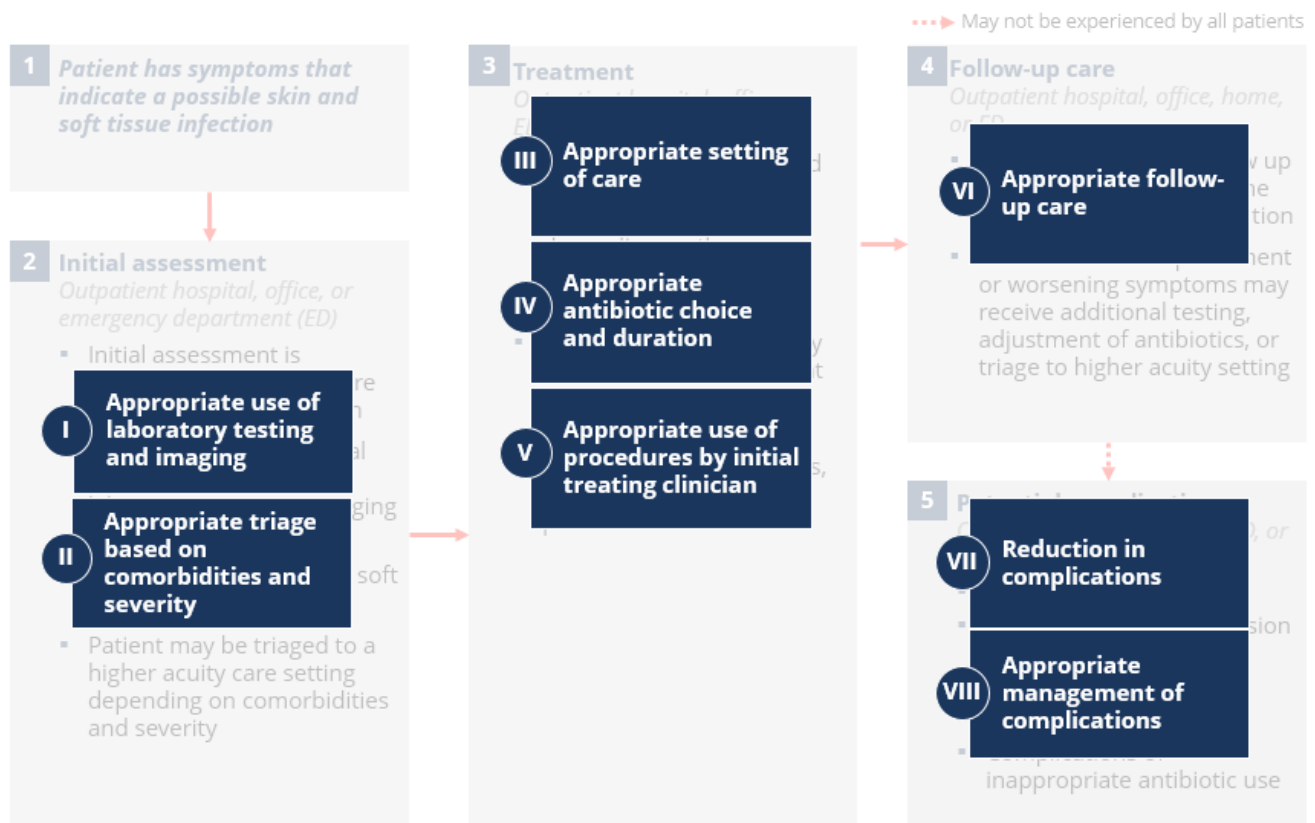 May not be experienced by all patients
1
Patient has symptoms that
indicate a possible skin and
soft tissue infection
2
Initial assessment
Outpatient hospital, office, or
emergency department (ED)
▪ Initial assessment is
I
Appropriate use of
laboratory testing
and imaging
II
Appropriate triage
based on
comorbidities and
severity
soft
▪ Patient may be triaged to a
higher acuity care setting
depending on comorbidities
and severity
3
Treatment
III
Appropriate setting
of care
IV
Appropriate
antibiotic choice
and duration
V
Appropriate use of
procedures by initial
treating clinician
4
Follow-up care
Outpatient hospital, office, home,
or ED
up
VI
Appropriate follow-
up care
or worsening symptoms may
receive additional testing,
adjustment of antibiotics, or
triage to higher acuity setting
5
or
VII
Reduction in
complications
VIII
Appropriate
management of
complications
inappropriate antibiotic use